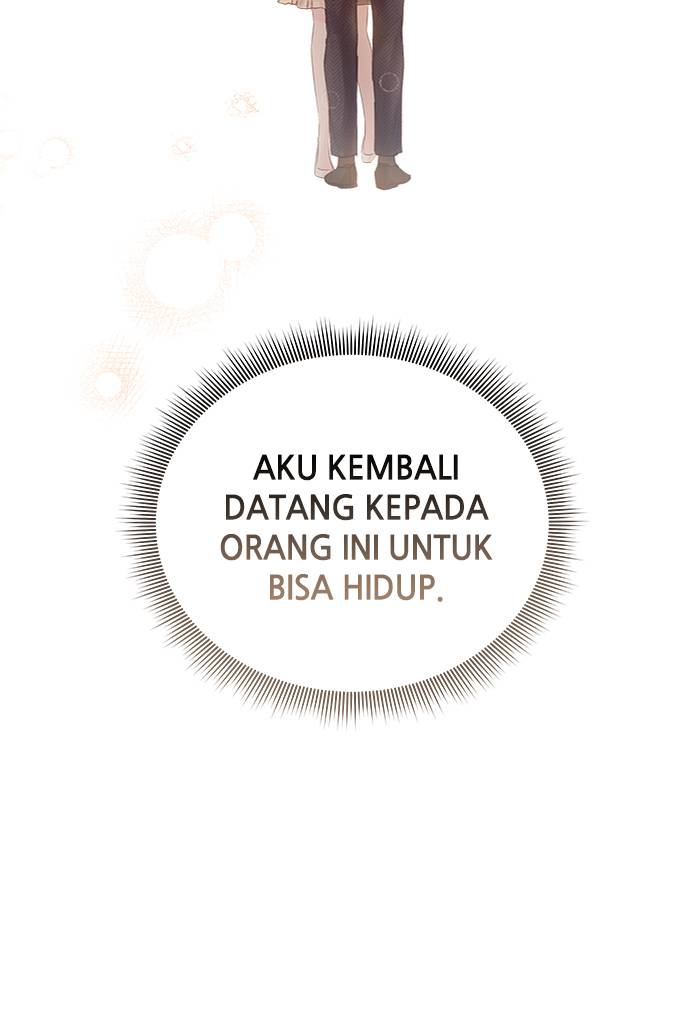 AKU KEMBALI
DATANG KEPADA
ORANG INI UNTUK
BISA HIDUP.